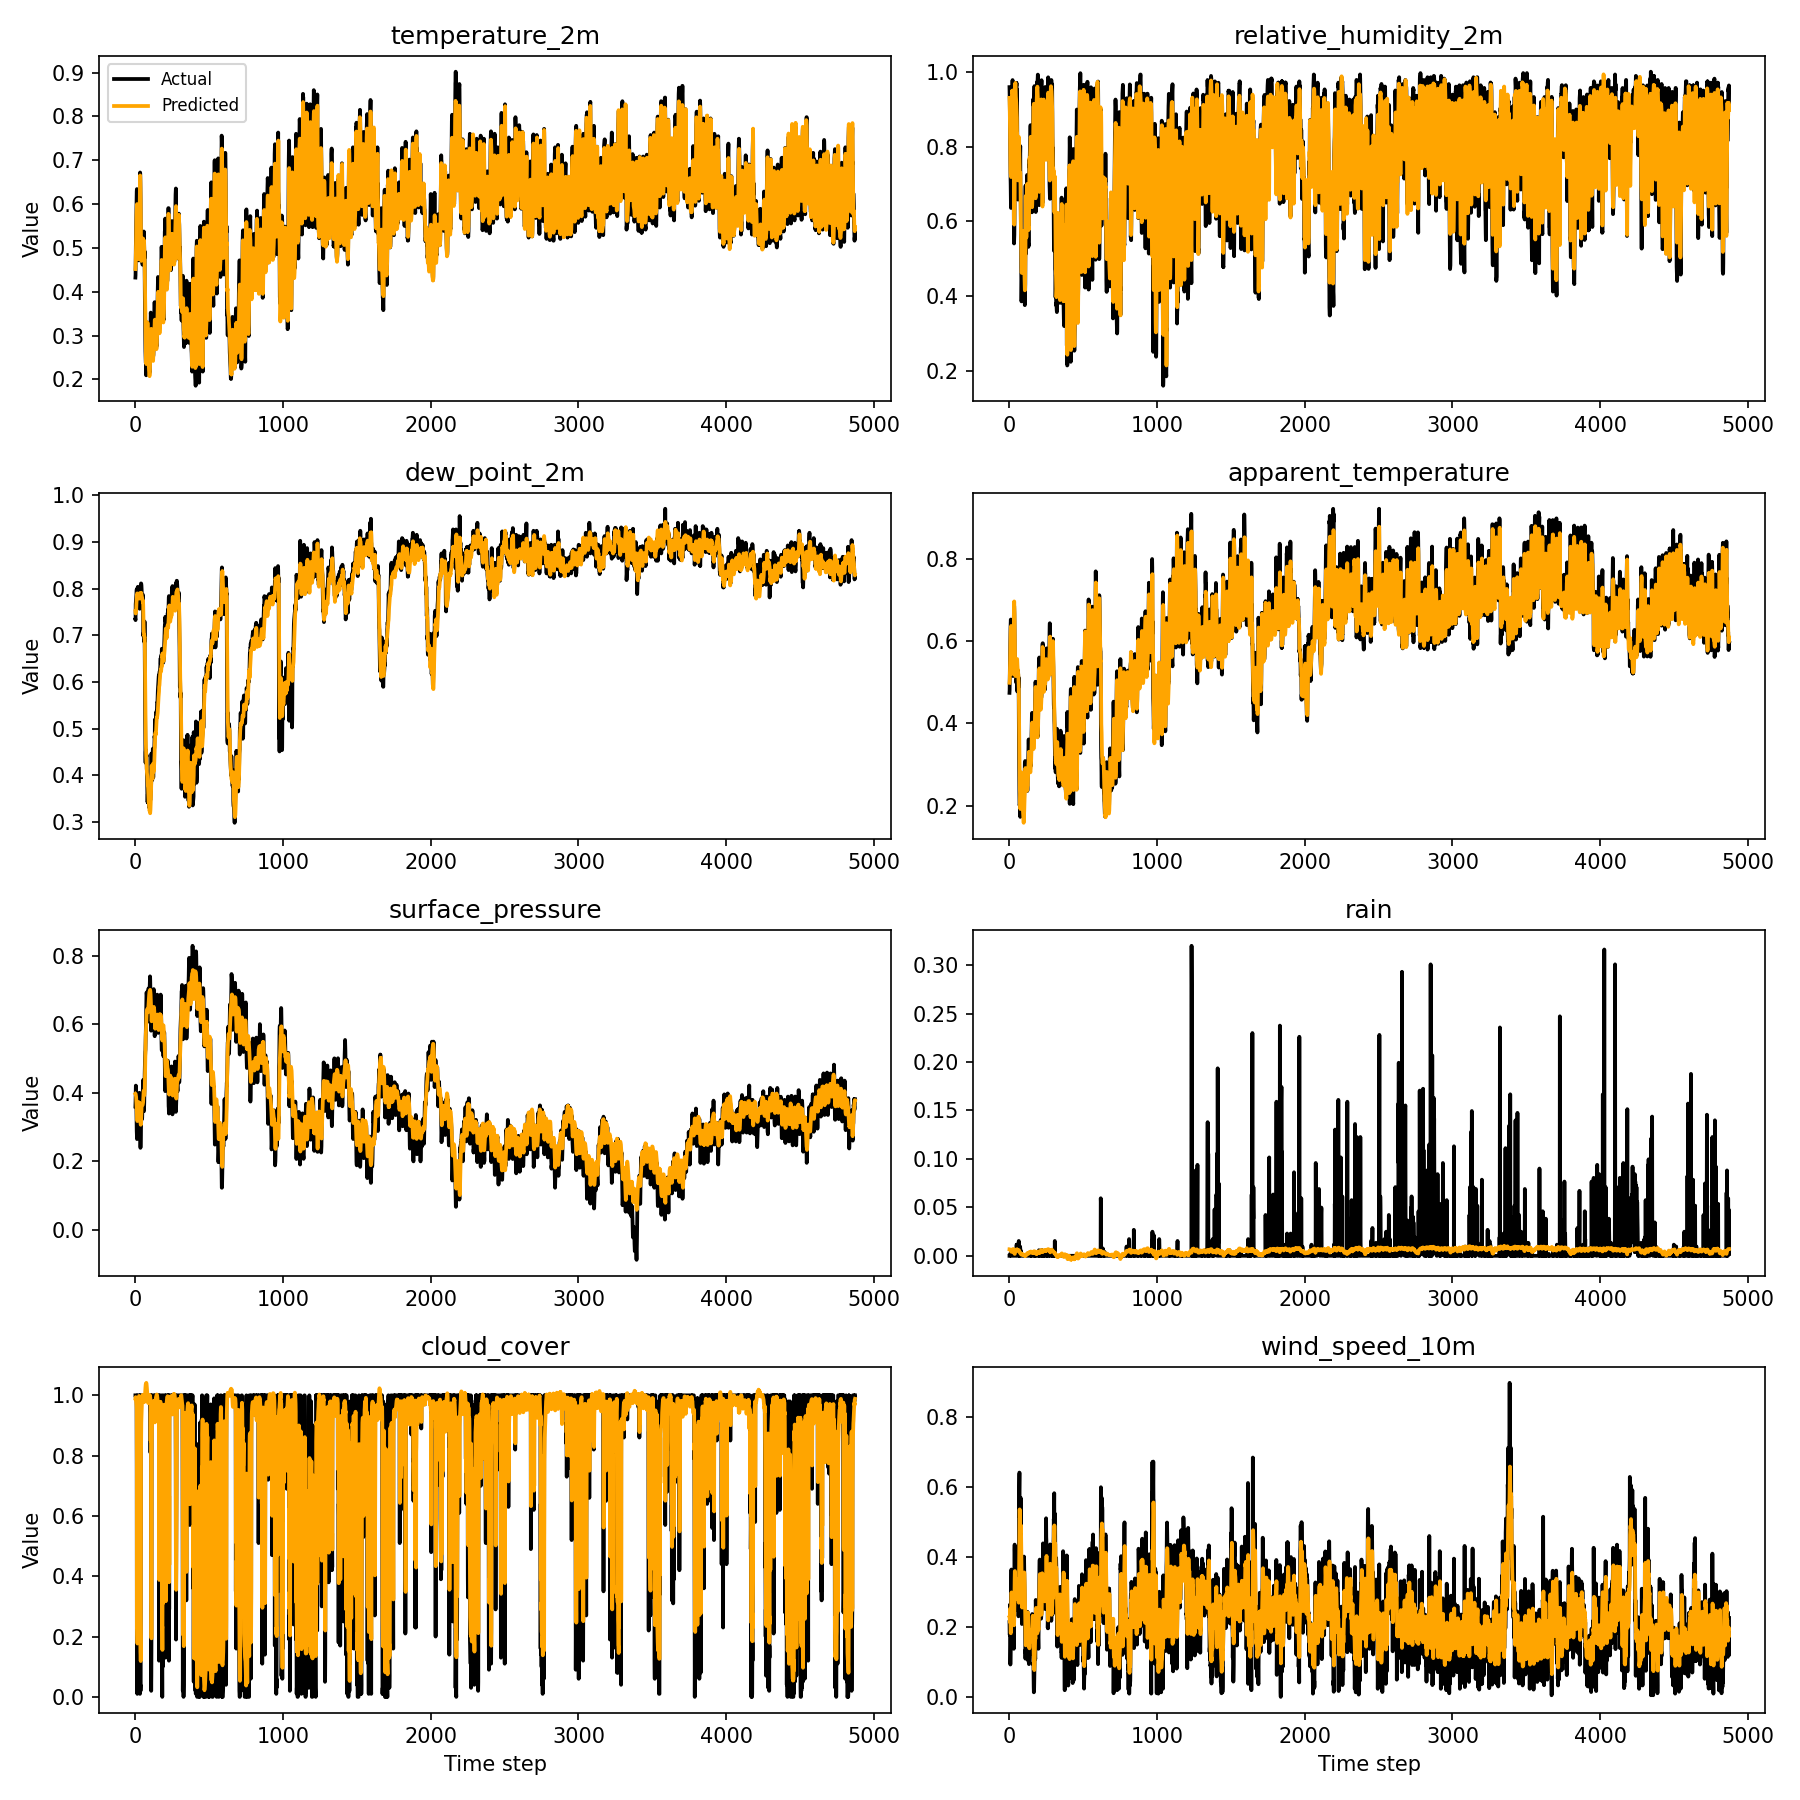 temperature_2m
Actual
Predicted
Value
0.9
0.8
0.7
0.6
0.5
0.4
0.3
0.2
0 1000 2000 3000 4000 5000
relative_humidity_2m
1.0
0.8
0.6
0.4
0.2
0 1000 2000 3000 4000 5000
dew_point_2m
Value
1.0
0.9
0.8
0.7
0.6
0.5
0.4
0.3
0 1000 2000 3000 4000 5000
apparent_temperature
0.8
0.6
0.4
0.2
0 1000 2000 3000 4000 5000
surface_pressure
Value
0.8
0.6
0.4
0.2
0.0
0 1000 2000 3000 4000 5000
rain
0.30
0.25
0.20
0.15
0.10
0.05
0.00
0 1000 2000 3000 4000 5000
cloud_cover
Value
1.0
0.8
0.6
0.4
0.2
0.0
0 1000 2000 3000 4000 5000
Time step
wind_speed_10m
0.8
0.6
0.4
0.2
0.0
0 1000 2000 3000 4000 5000
Time step